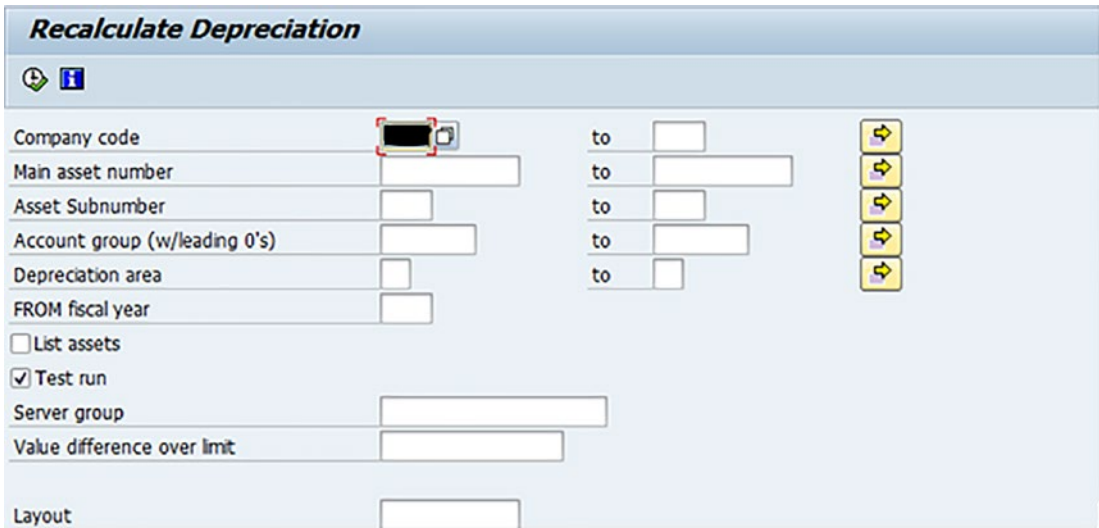 Recalculate Depreciation
Company code to
Main asset number to
Asset Subnumber to
Account group (w/leading 0's) to
Depreciation area to
FROM fiscal year
List assets
Test run
Server group
Value difference over limit
Layout